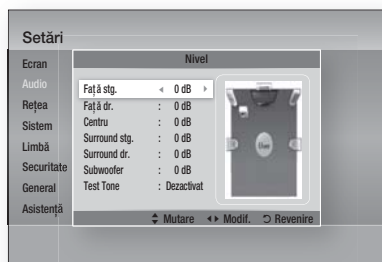 Setări
Ecran
Audio
Rețea
Sistem
Limbă
Securitate
General
Asistență
Nivel
Față stg. ◄ 0 dB ►
Față dr. : 0 dB
Centru : 0 dB
Surround stg. : 0 dB
Surround dr. : 0 dB
Subwoofer : 0 dB
Test Tone : Dezactivat
Mutare Modif. Revenire